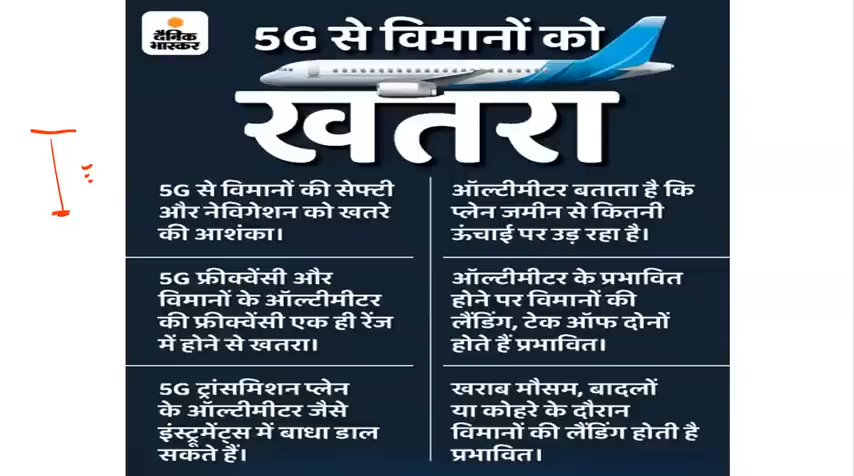 दैनिक
भास्कर
5G से विमानों को
खतरा
5G से विमानों की सेफ्टी
और नेविगेशन को खतरे
की आशंका।
5G फ्रीक्वेंसी और
विमानों के ऑल्टीमीटर
की फ्रीक्वेंसी एक ही रेंज
में होने से खतरा।
5G ट्रांसमिशन प्लेन
के ऑल्टीमीटर जैसे
इंस्ट्रूमेंट्स में बाधा डाल
सकते हैं।
ऑल्टीमीटर बताता है कि
प्लेन जमीन से कितनी
ऊंचाई पर उड़ रहा है।
ऑल्टीमीटर के प्रभावित
होने पर विमानों की
लैंडिंग, टेक ऑफ दोनों
होते हैं प्रभावित।
खराब मौसम, बादलों
या कोहरे के दौरान
विमानों की लैंडिंग होती है
प्रभावित।